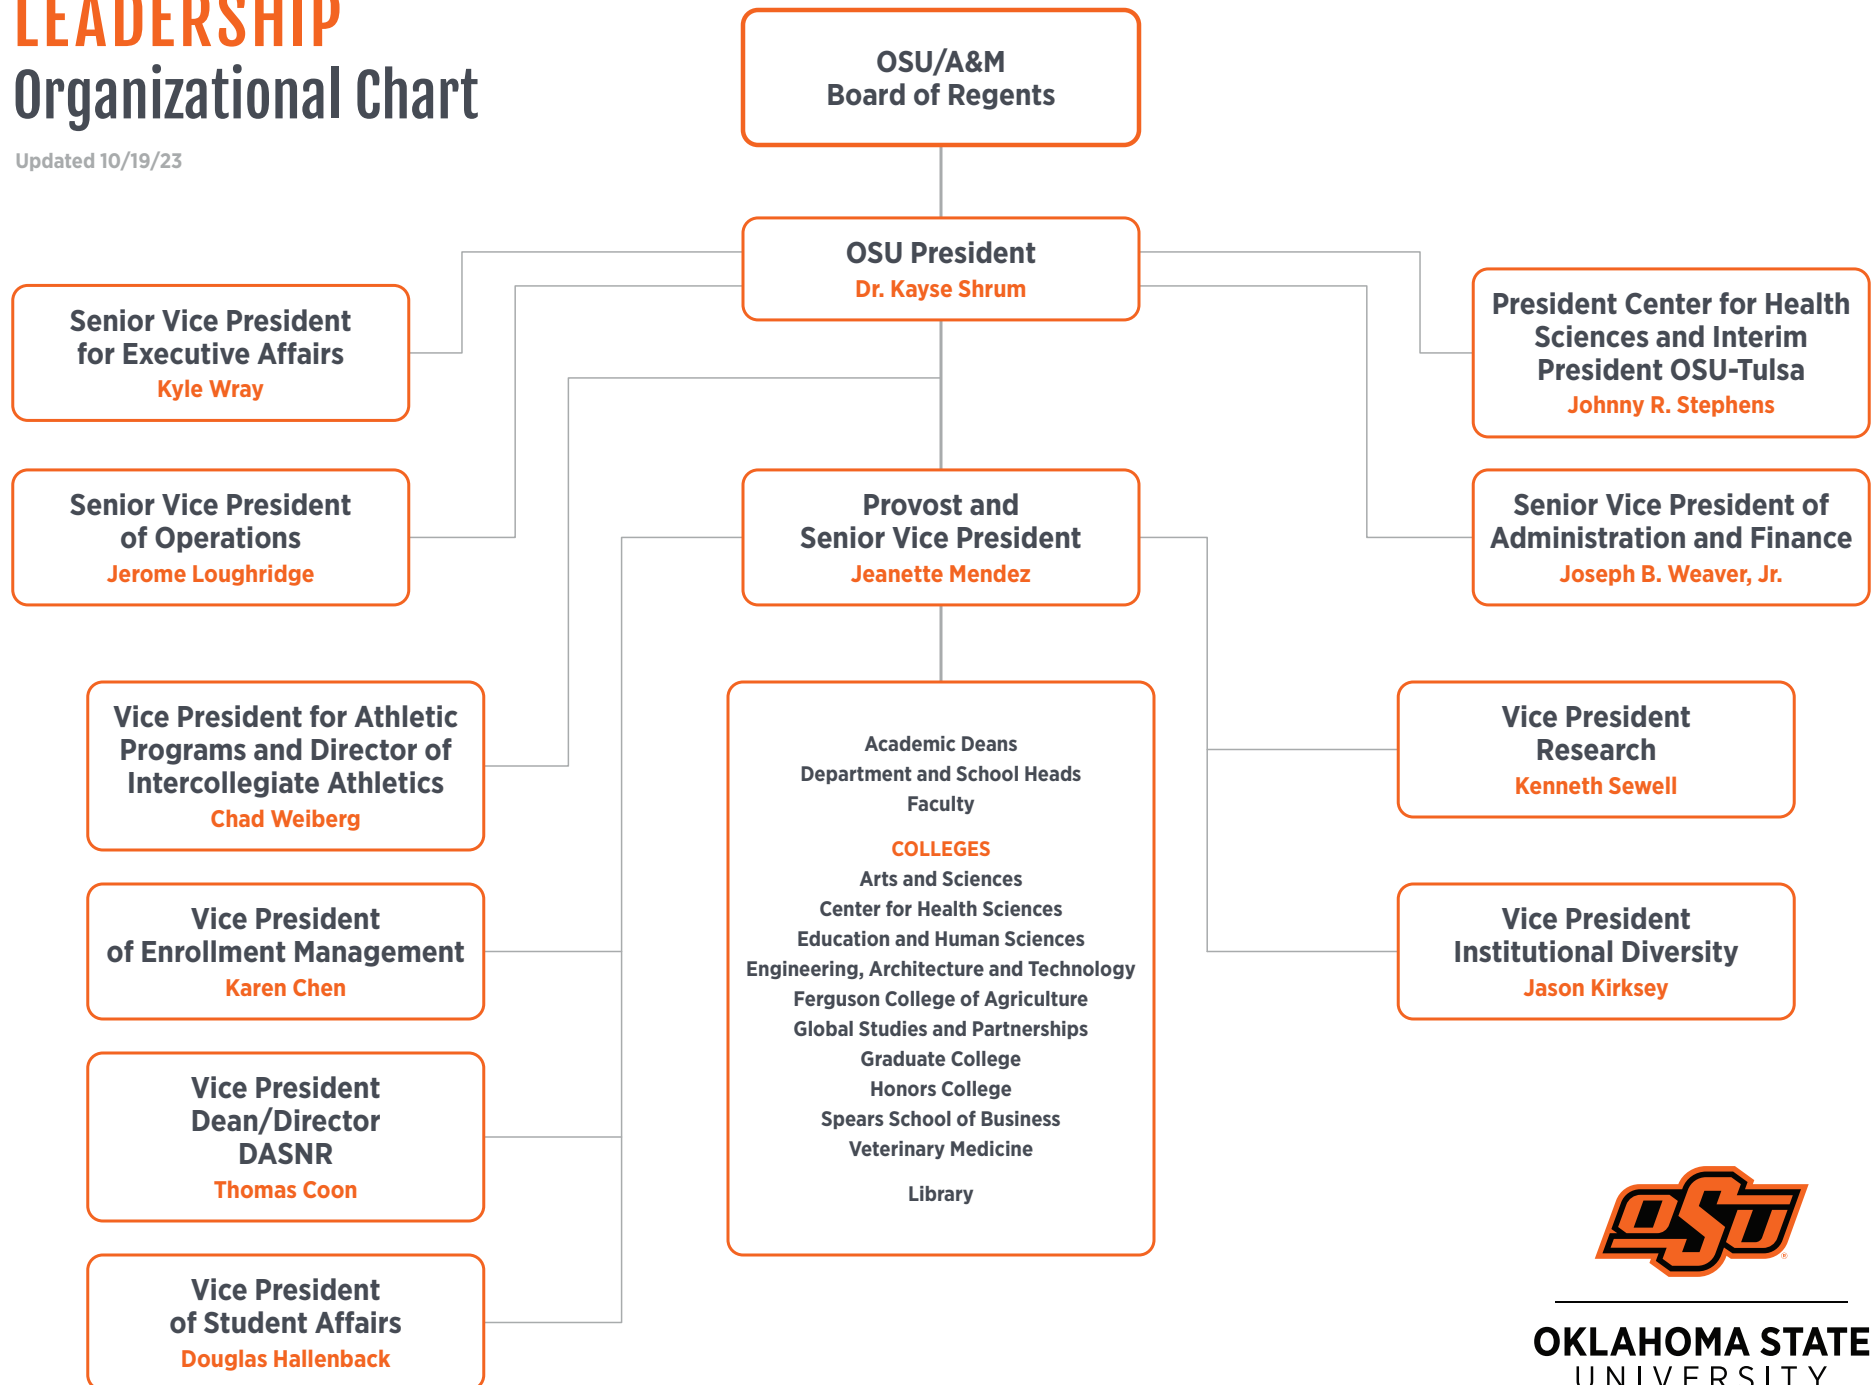 LEADERSHIP
Organizational Chart
Updated 10/19/23
OSU/A&M
Board of Regents
OSU President
Dr. Kayse Shrum
Senior Vice President
for Executive Affairs
Kyle Wray
President Center for Health
Sciences and Interim
President OSU-Tulsa
Johnny R. Stephens
Senior Vice President
of Operations
Jerome Loughridge
Provost and
Senior Vice President
Jeanette Mendez
Senior Vice President of
Administration and Finance
Joseph B. Weaver, Jr.
Vice President for Athletic
Programs and Director of
Intercollegiate Athletics
Chad Weiberg
Vice President
of Enrollment Management
Karen Chen
Vice President
Dean/Director
DASNR
Thomas Coon
Vice President
of Student Affairs
Douglas Hallenback
Academic Deans
Department and School Heads
Faculty
COLLEGES
Arts and Sciences
Center for Health Sciences
Education and Human Sciences
Engineering, Architecture and Technology
Ferguson College of Agriculture
Global Studies and Partnerships
Graduate College
Honors College
Spears School of Business
Veterinary Medicine
Library
Vice President
Research
Kenneth Sewell
Vice President
Institutional Diversity
Jason Kirksey
OSU
®
OKLAHOMA STATE
UNIVERSITY